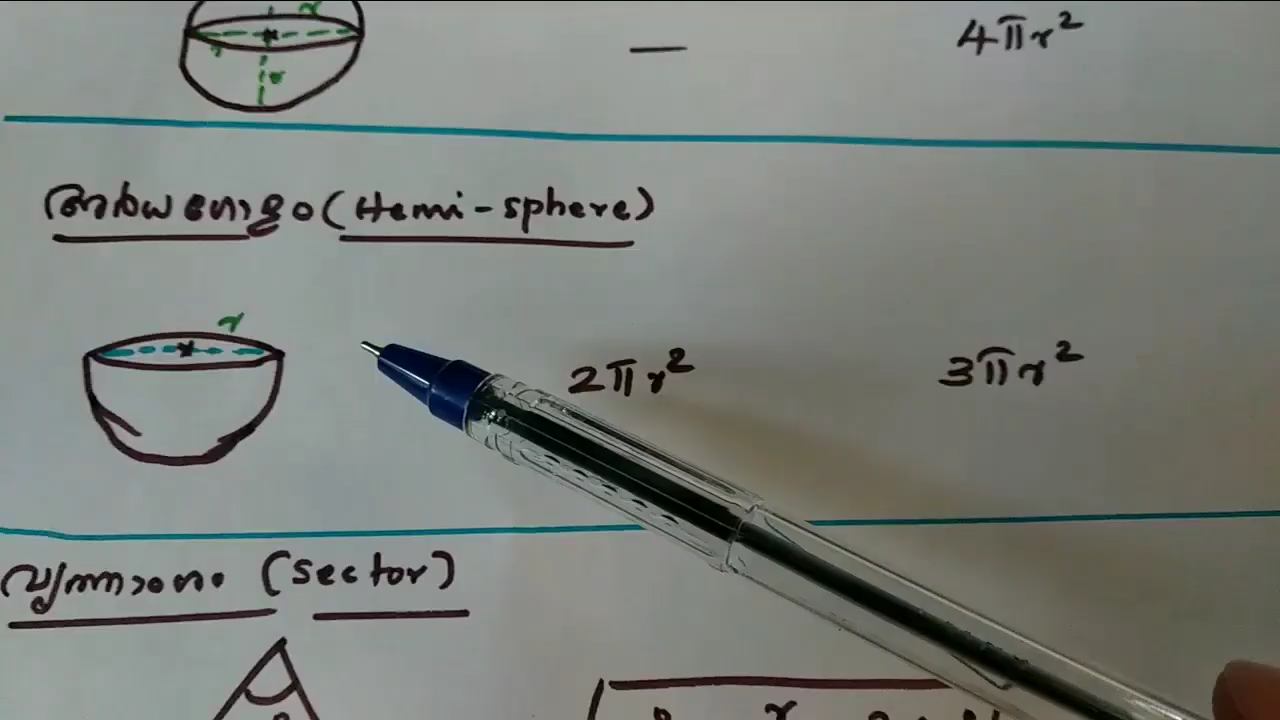 r
r
r
— 4πr²
അർധഗോളം (Hemi-sphere)
r
2πr² 3πr²
വൃത്താംശം (Sector)